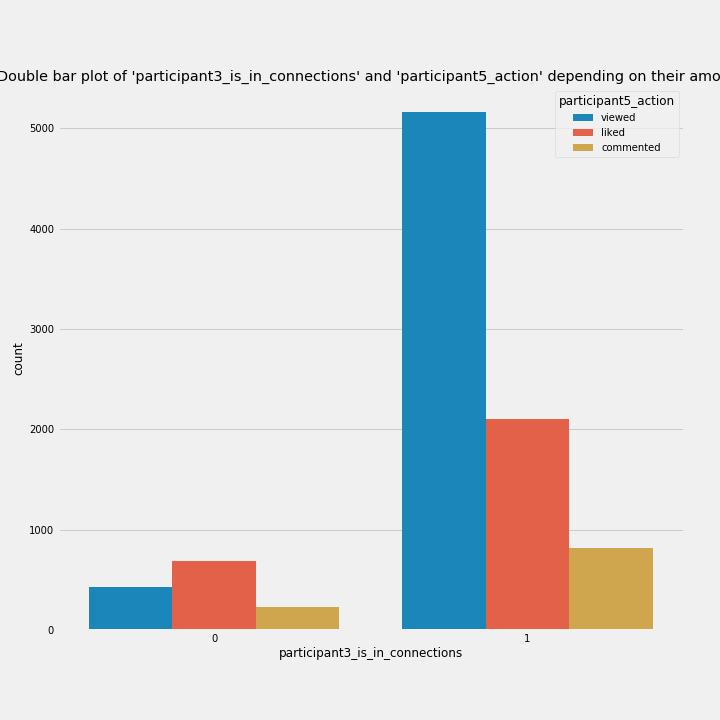 Double bar plot of 'participant3_is_in_connections' and 'participant5_action' depending on their amo
participant5_action
viewed
liked
commented
5000
4000
3000
2000
1000
0
count
0 1
participant3_is_in_connections